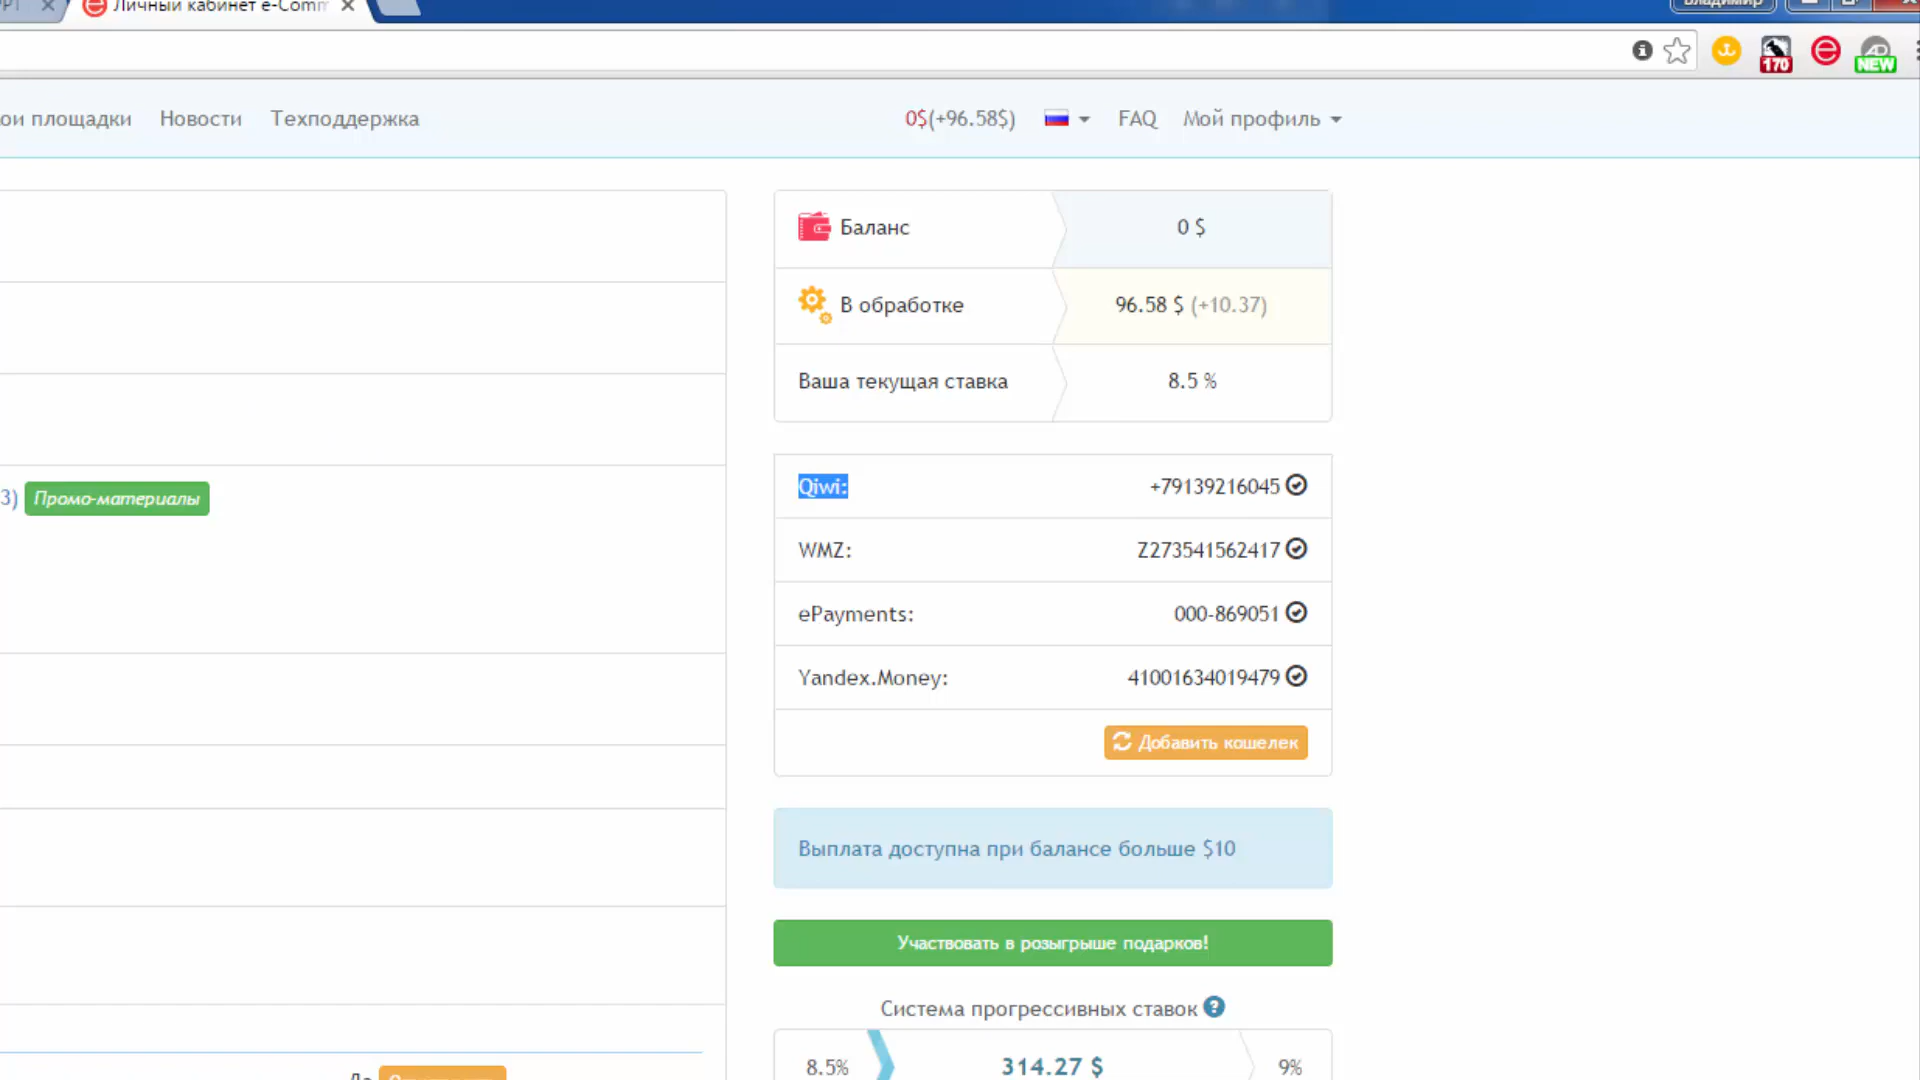 Личный кабинет e-Comm
Владимир
170
NEW
ои площадки Новости Техподдержка 0$(+96.58$) FAQ Мой профиль
Баланс 0 $
В обработке 96.58 $ (+10.37)
Ваша текущая ставка 8.5 %
Qiwi: +79139216045
3) Промо-материалы
WMZ: Z273541562417
ePayments: 000-869051
Yandex.Money: 41001634019479
Добавить кошелек
Выплата доступна при балансе больше $10
Участвовать в розыгрыше подарков!
Система прогрессивных ставок ?
8.5% 314.27 $ 9%